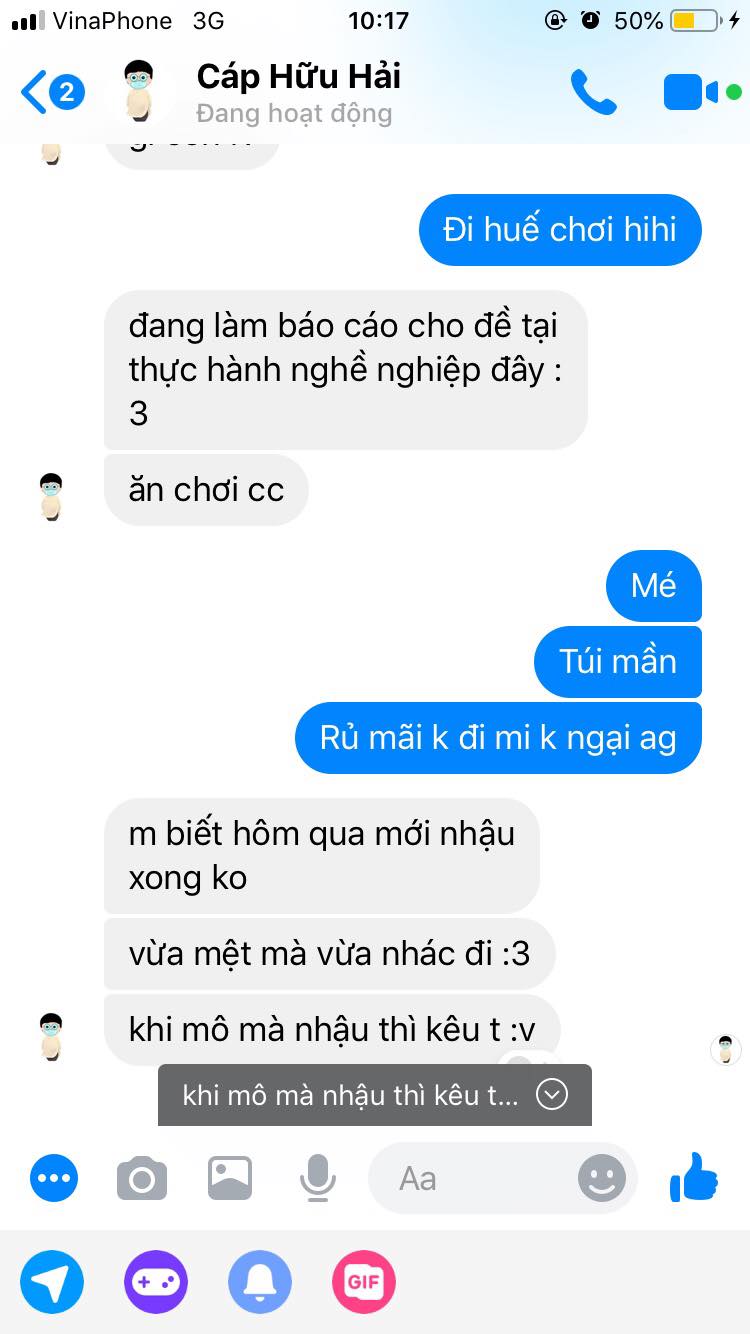 VinaPhone 3G 10:17 50%
2
Cáp Hữu Hải
Đang hoạt động
Đi huế chơi hihi
đang làm báo cáo cho đề tại
thực hành nghề nghiệp đây :
3
ăn chơi cc
Mé
Túi mần
Rủ mãi k đi mi k ngại ag
m biết hôm qua mới nhậu
xong ko
vừa mệt mà vừa nhác đi :3
khi mô mà nhậu thì kêu t :v
khi mô mà nhậu thì kêu t...
Aa
GIF